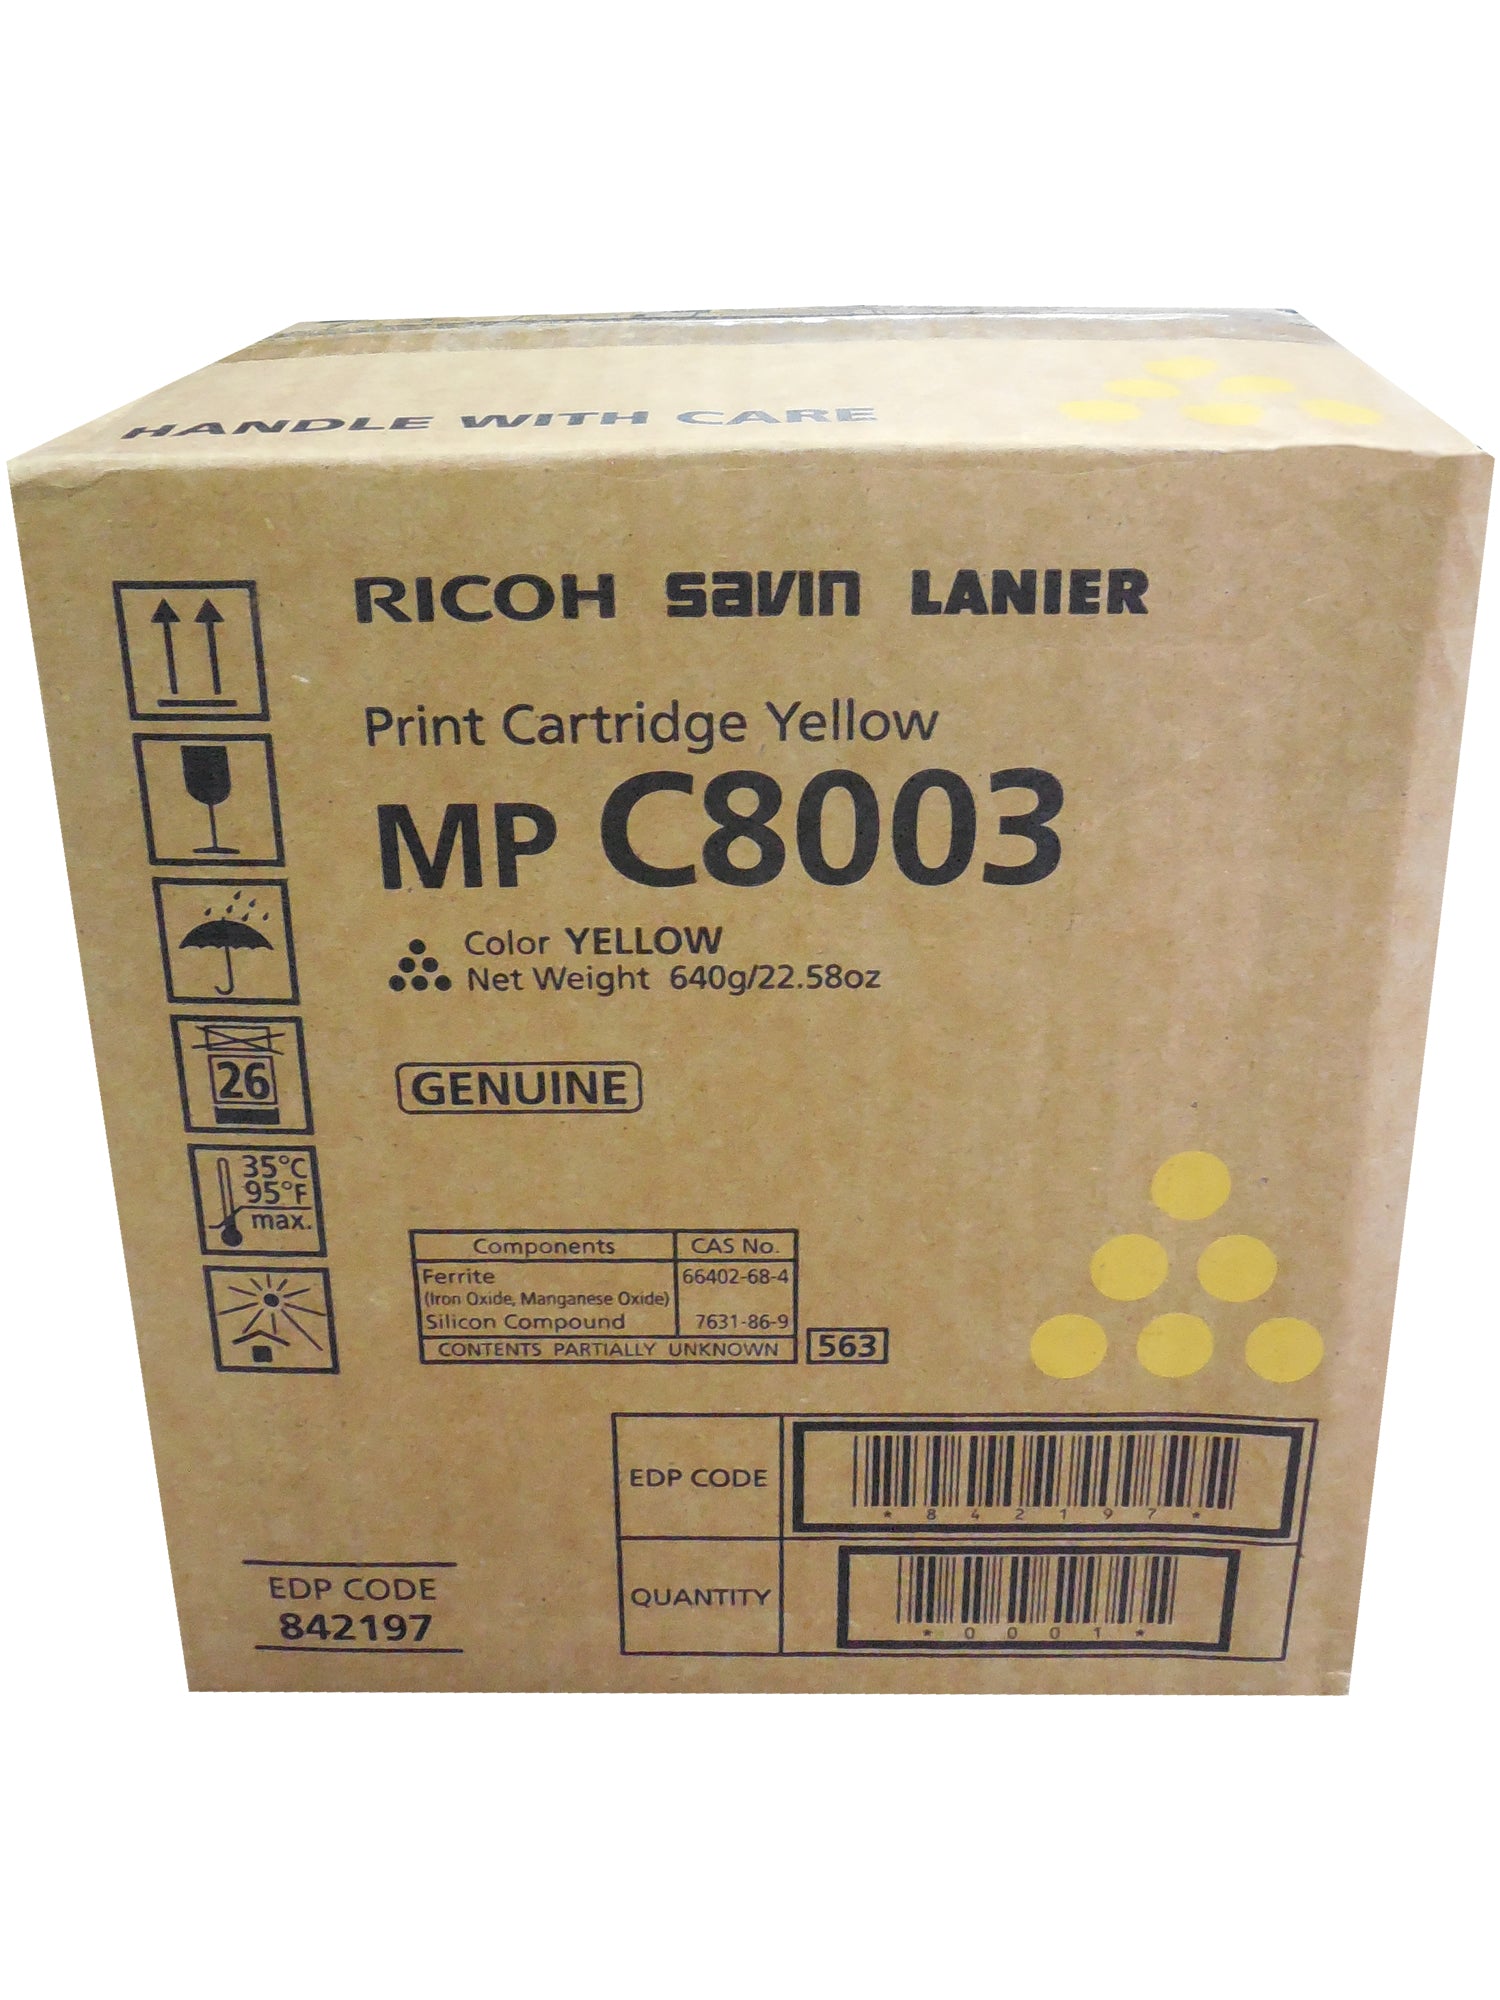 HANDLE WITH CARE
RICOH Savin LANIER
Print Cartridge Yellow
MP C8003
Color YELLOW
Net Weight 640g/22.58oz
26
GENUINE
35°C
95°F
max.
Components CAS No.
Ferrite 66402-68-4
(Iron Oxide, Manganese Oxide)
Silicon Compound 7631-86-9
CONTENTS PARTIALLY UNKNOWN
563
EDP CODE
*842197*
QUANTITY
*0001*
EDP CODE
842197